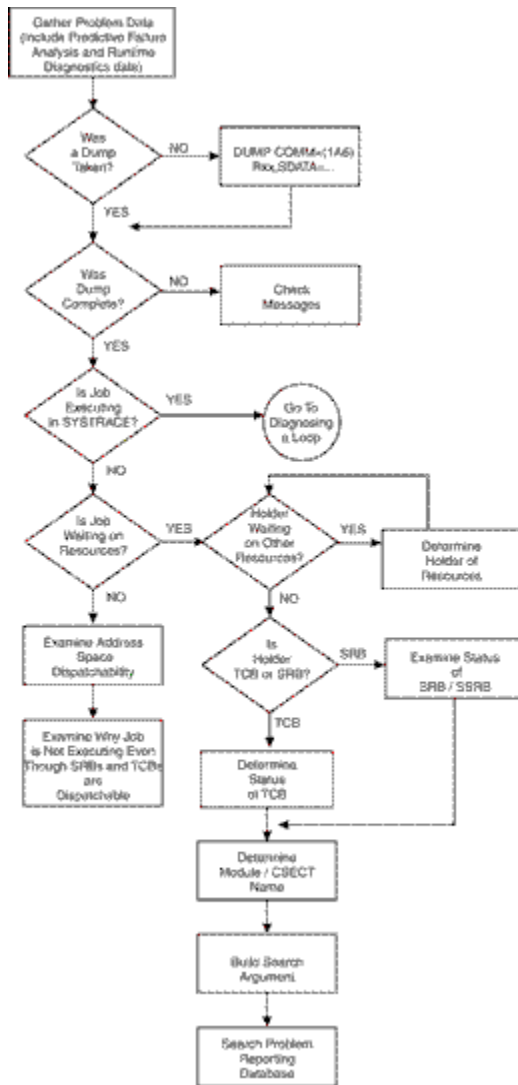 Gather Problem Data
(Include Predictive Failure
Analysis and Runtime
Diagnostics data)
Was
a Dump
Taken?
NO
DUMP COMM=(1A6)
Rxx,SDATA=...
YES
Was
Dump
Complete?
NO
Check
Messages
YES
Is Job
Executing
in SYSTRACE?
YES
Go To
Diagnosing
a Loop
NO
Is Job
Waiting on
Resources?
YES
Holder
Waiting
on Other
Resources?
YES
Determine
Holder of
Resources
NO
Examine Address
Space
Dispatchability
Examine Why Job
is Not Executing Even
Though SRBs and TCBs
are
Dispatchable
NO
Is
Holder
TCB or SRB?
SRB
Examine Status
of
SRB / SSRB
TCB
Determine
Status
of TCB
Determine
Module / CSECT
Name
Build Search
Argument
Search Problem
Reporting
Database